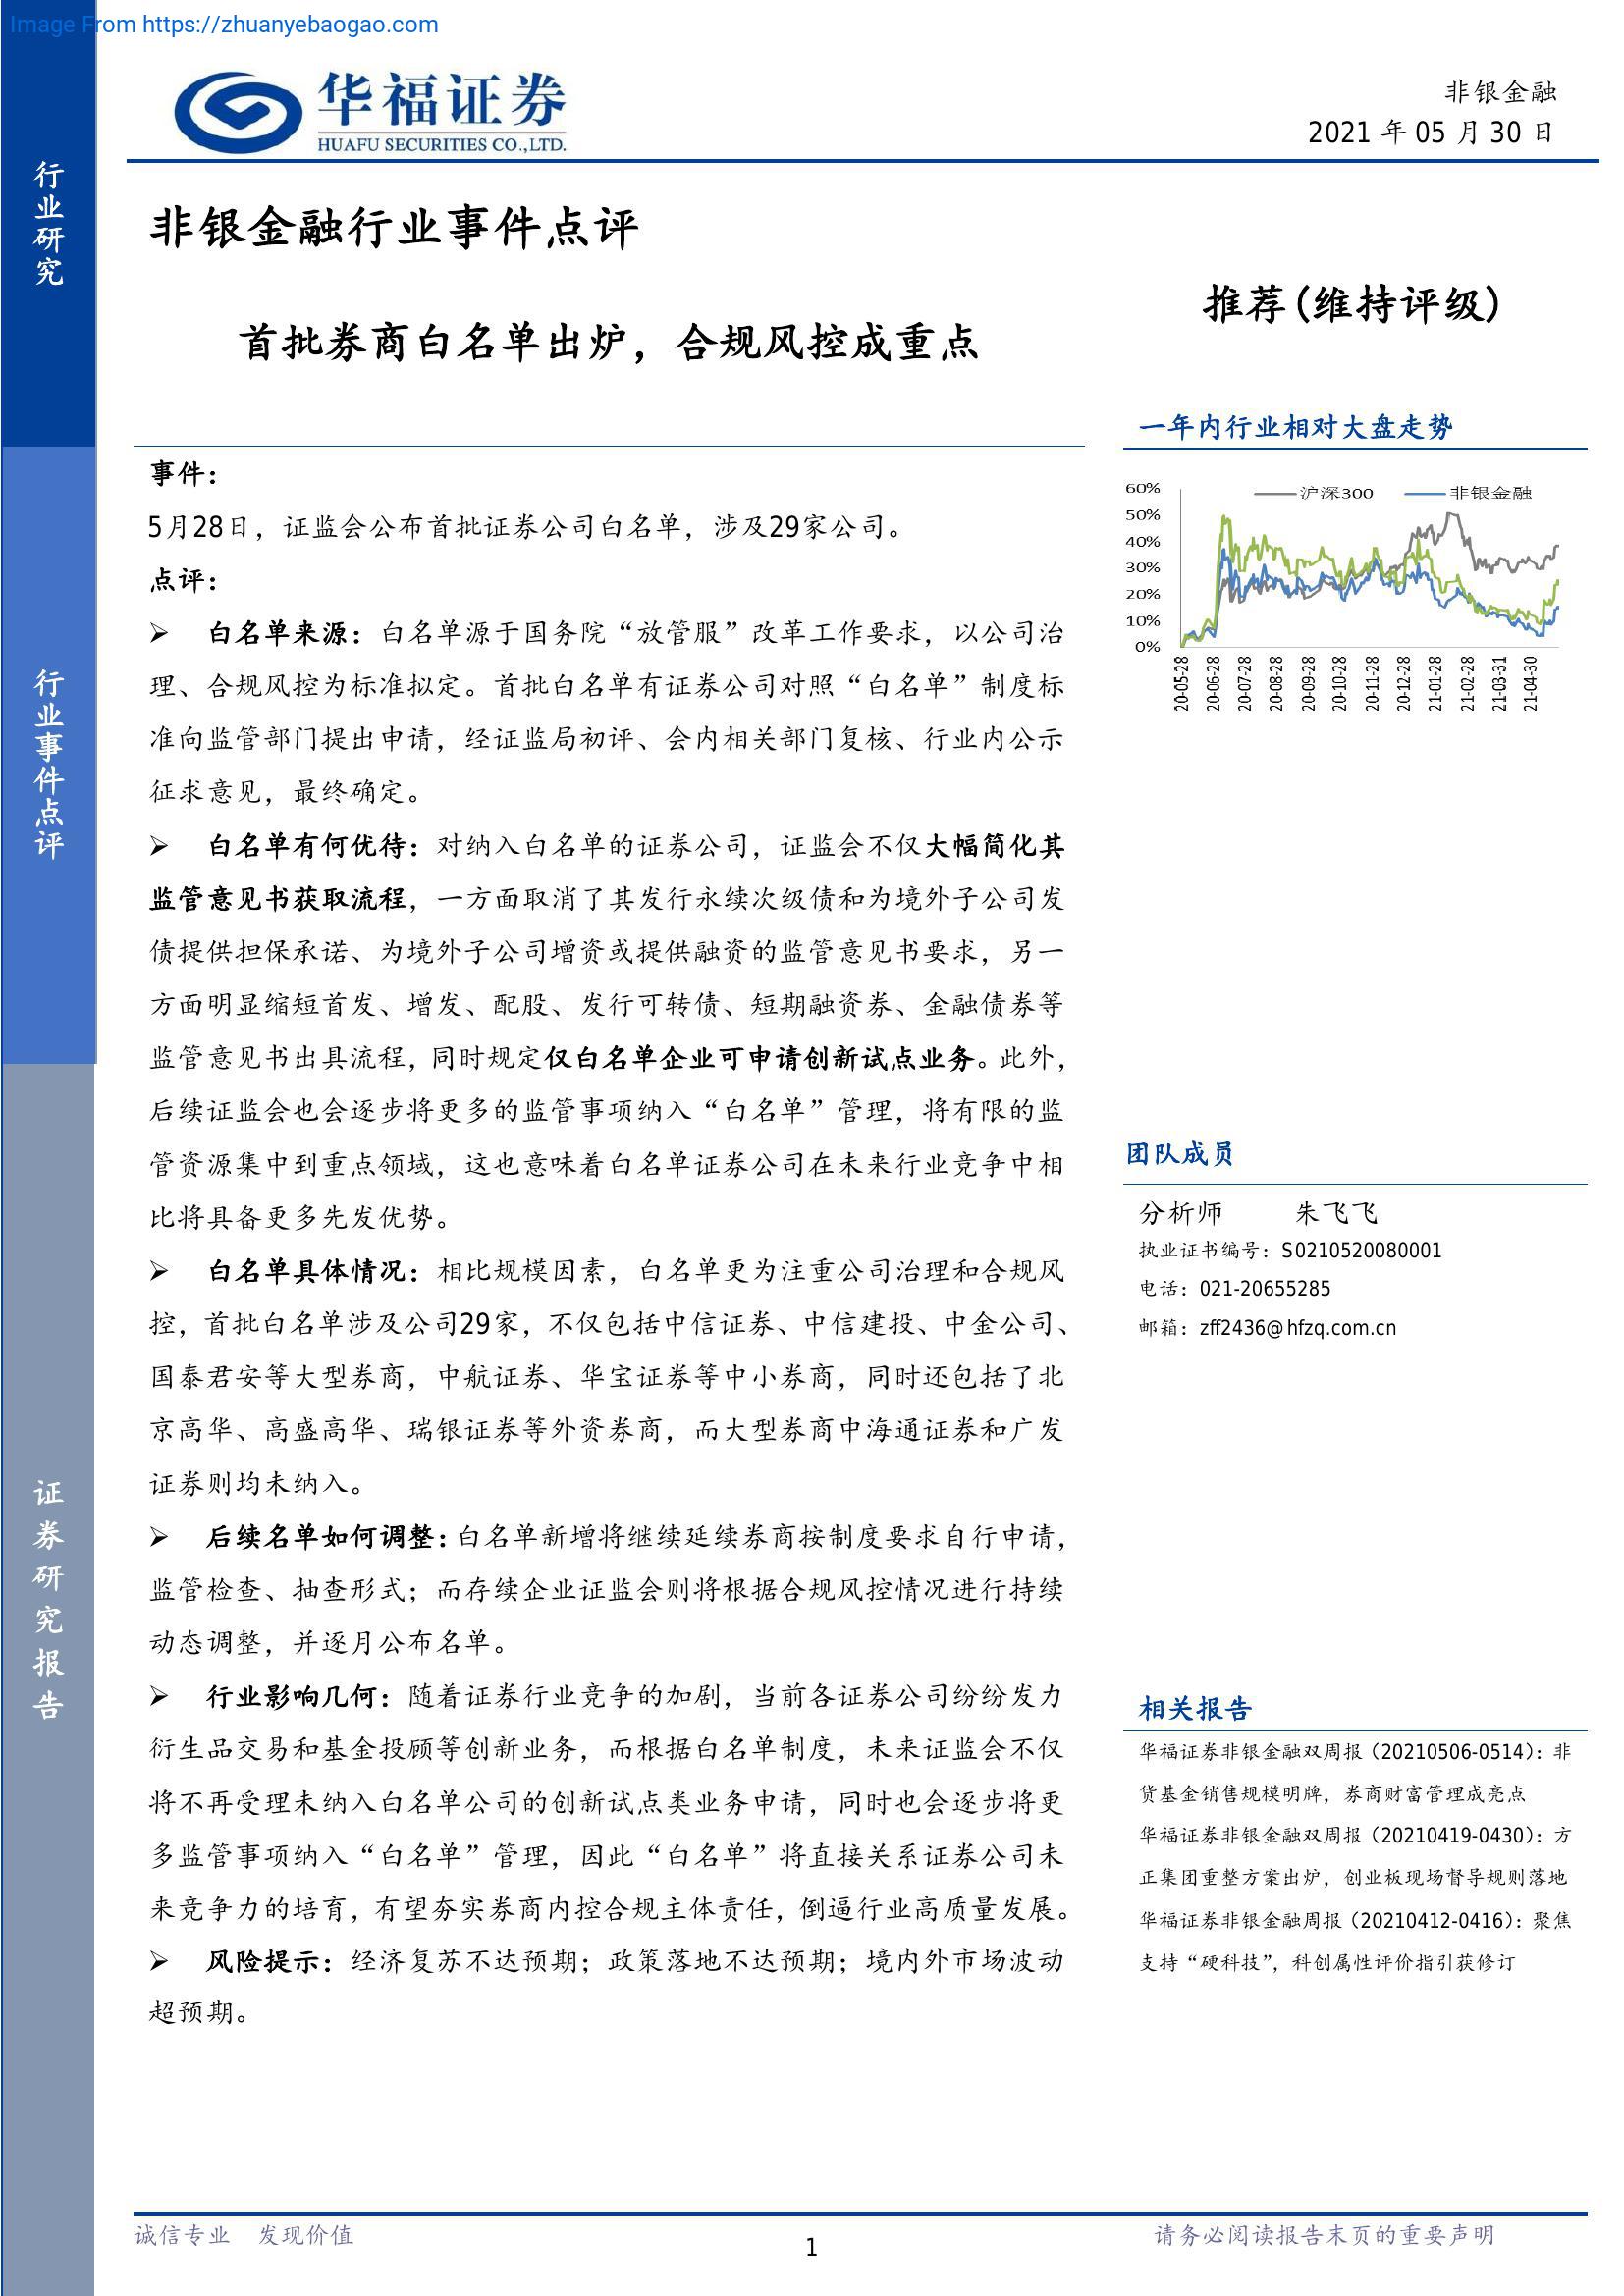 Image From https://zhuanyebaogao.com
华福证券
HUAFU SECURITIES CO.,LTD.
非银金融
2021 年 05 月 30 日
行业研究
行业事件点评
证券研究报告
非银金融行业事件点评
首批券商白名单出炉，合规风控成重点
推荐(维持评级)
事件：
5月28日，证监会公布首批证券公司白名单，涉及29家公司。
点评：
➢ 白名单来源：白名单源于国务院“放管服”改革工作要求，以公司治
理、合规风控为标准拟定。首批白名单有证券公司对照“白名单”制度标
准向监管部门提出申请，经证监局初评、会内相关部门复核、行业内公示
征求意见，最终确定。
➢ 白名单有何优待：对纳入白名单的证券公司，证监会不仅大幅简化其
监管意见书获取流程，一方面取消了其发行永续次级债和为境外子公司发
债提供担保承诺、为境外子公司增资或提供融资的监管意见书要求，另一
方面明显缩短首发、增发、配股、发行可转债、短期融资券、金融债券等
监管意见书出具流程，同时规定仅白名单企业可申请创新试点业务。此外，
后续证监会也会逐步将更多的监管事项纳入“白名单”管理，将有限的监
管资源集中到重点领域，这也意味着白名单证券公司在未来行业竞争中相
比将具备更多先发优势。
➢ 白名单具体情况：相比规模因素，白名单更为注重公司治理和合规风
控，首批白名单涉及公司29家，不仅包括中信证券、中信建投、中金公司、
国泰君安等大型券商，中航证券、华宝证券等中小券商，同时还包括了北
京高华、高盛高华、瑞银证券等外资券商，而大型券商中海通证券和广发
证券则均未纳入。
➢ 后续名单如何调整：白名单新增将继续延续券商按制度要求自行申请，
监管检查、抽查形式；而存续企业证监会则将根据合规风控情况进行持续
动态调整，并逐月公布名单。
➢ 行业影响几何：随着证券行业竞争的加剧，当前各证券公司纷纷发力
衍生品交易和基金投顾等创新业务，而根据白名单制度，未来证监会不仅
将不再受理未纳入白名单公司的创新试点类业务申请，同时也会逐步将更
多监管事项纳入“白名单”管理，因此“白名单”将直接关系证券公司未
来竞争力的培育，有望夯实券商内控合规主体责任，倒逼行业高质量发展。
➢ 风险提示：经济复苏不达预期；政策落地不达预期；境内外市场波动
超预期。
一年内行业相对大盘走势
沪深300 非银金融
60%
50%
40%
30%
20%
10%
0%
20-05-28 20-06-28 20-07-28 20-08-28 20-09-28 20-10-28 20-11-28 20-12-28 21-01-28 21-02-28 21-03-31 21-04-30
团队成员
分析师 朱飞飞
执业证书编号：S0210520080001
电话：021-20655285
邮箱：zff2436@hfzq.com.cn
相关报告
华福证券非银金融双周报（20210506-0514）：非
货基金销售规模明牌，券商财富管理成亮点
华福证券非银金融双周报（20210419-0430）：方
正集团重整方案出炉，创业板现场督导规则落地
华福证券非银金融周报（20210412-0416）：聚焦
支持“硬科技”，科创属性评价指引获修订
诚信专业 发现价值
1
请务必阅读报告末页的重要声明